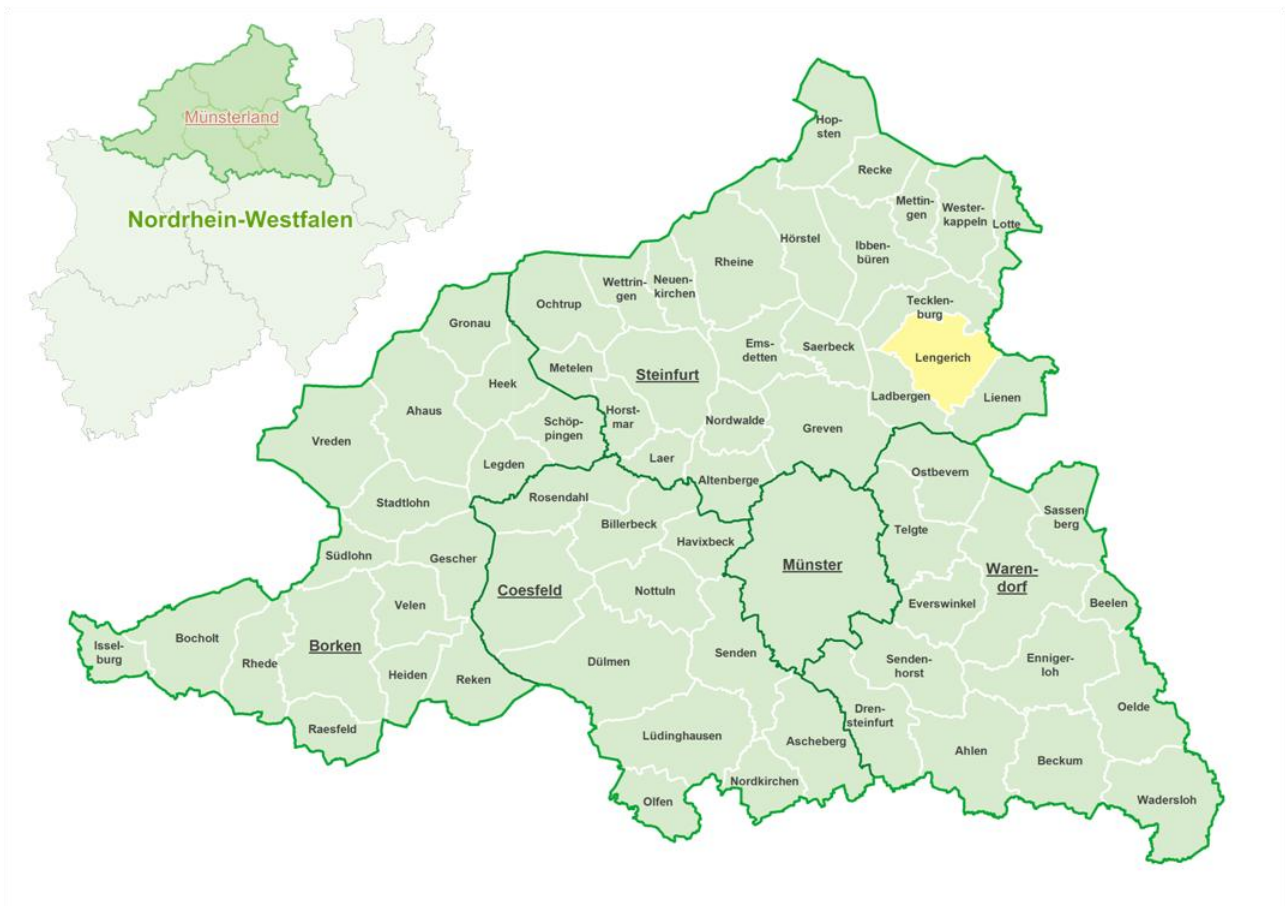 Münsterland
Nordrhein-Westfalen
Hop-
sten
Recke
Mettin-
gen
Wester-
kappeln
Lotte
Hörstel
Ibben-
büren
Rheine
Wettrin-
gen
Neuen-
kirchen
Ochtrup
Tecklen-
burg
Gronau
Ems-
detten
Saerbeck
Lengerich
Metelen
Steinfurt
Heek
Ladbergen
Lienen
Ahaus
Horst-
mar
Nordwalde
Greven
Schöp-
pingen
Vreden
Laer
Legden
Altenberge
Ostbevern
Stadtlohn
Rosendahl
Billerbeck
Sassen
berg
Telgte
Havixbeck
Südlohn
Gescher
Münster
Waren-
dorf
Coesfeld
Nottuln
Velen
Everswinkel
Beelen
Bocholt
Issel-
burg
Borken
Rhede
Senden
Dülmen
Senden-
horst
Enniger-
loh
Heiden
Reken
Oelde
Raesfeld
Dren-
steinfurt
Lüdinghausen
Ascheberg
Ahlen
Beckum
Nordkirchen
Olfen
Wadersloh